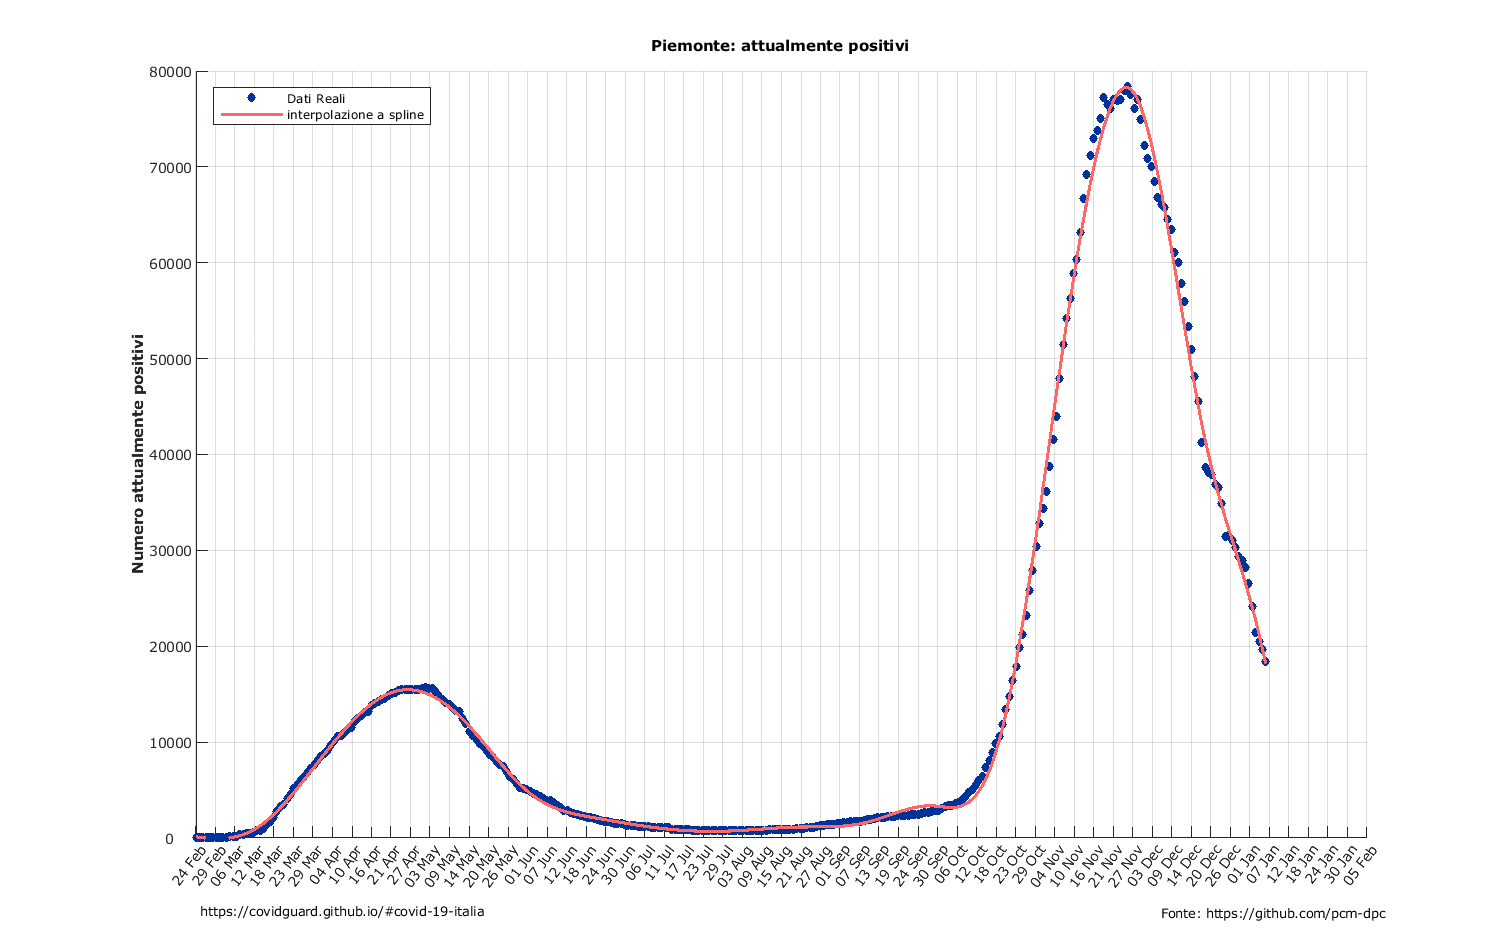 Piemonte: attualmente positivi
Dati Reali
interpolazione a spline
Numero attualmente positivi
80000
70000
60000
50000
40000
30000
20000
10000
0
24 Feb
29 Feb
06 Mar
12 Mar
18 Mar
23 Mar
29 Mar
04 Apr
10 Apr
16 Apr
21 Apr
27 Apr
03 May
09 May
14 May
20 May
26 May
01 Jun
07 Jun
12 Jun
18 Jun
24 Jun
30 Jun
06 Jul
11 Jul
17 Jul
23 Jul
29 Jul
03 Aug
09 Aug
15 Aug
21 Aug
27 Aug
01 Sep
07 Sep
13 Sep
19 Sep
24 Sep
30 Sep
06 Oct
12 Oct
18 Oct
23 Oct
29 Oct
04 Nov
10 Nov
16 Nov
21 Nov
27 Nov
03 Dec
09 Dec
14 Dec
20 Dec
26 Dec
01 Jan
07 Jan
12 Jan
18 Jan
24 Jan
30 Jan
05 Feb
https://covidguard.github.io/#covid-19-italia
Fonte: https://github.com/pcm-dpc